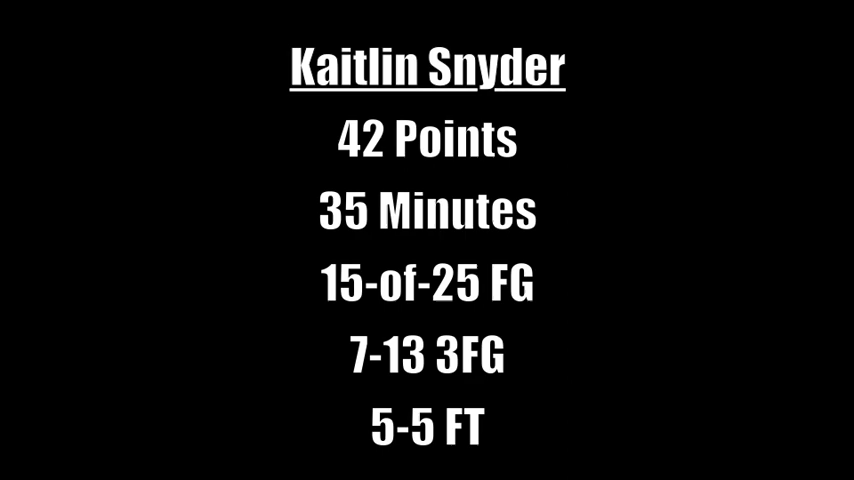 Kaitlin Snyder
42 Points
35 Minutes
15-of-25 FG
7-13 3FG
5-5 FT